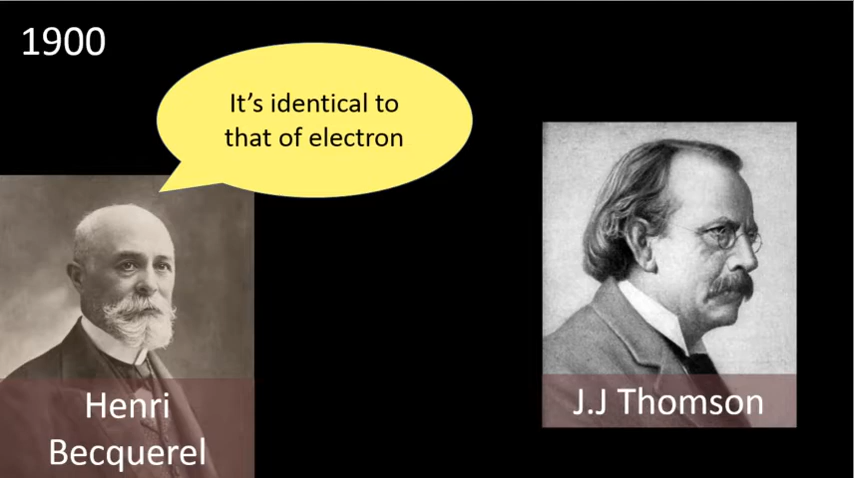 1900
It’s identical to
that of electron
Henri
Becquerel
J.J Thomson